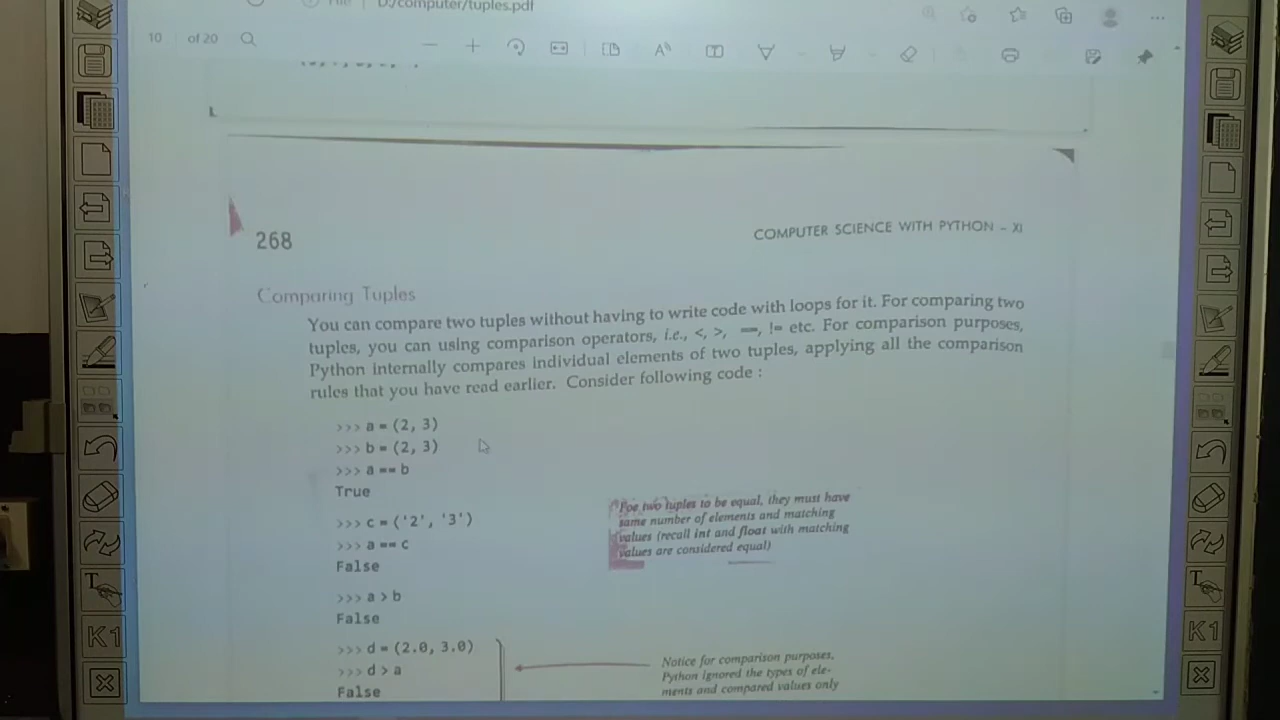 File D:/computer/tuples.pdf
10 of 20
268
COMPUTER SCIENCE WITH PYTHON – XI
Comparing Tuples
You can compare two tuples without having to write code with loops for it. For comparing two
tuples, you can using comparison operators, i.e., <, >, ==, != etc. For comparison purposes,
Python internally compares individual elements of two tuples, applying all the comparison
rules that you have read earlier. Consider following code :
>>> a = (2, 3)
>>> b = (2, 3)
>>> a == b
True
>>> c = ('2', '3')
>>> a == c
False
>>> a > b
False
>>> d = (2.0, 3.0)
>>> d > a
False
Foe two tuples to be equal, they must have
same number of elements and matching
values (recall int and float with matching
values are considered equal)
Notice for comparison purposes,
Python ignored the types of ele-
ments and compared values only
T
K1
T
K1